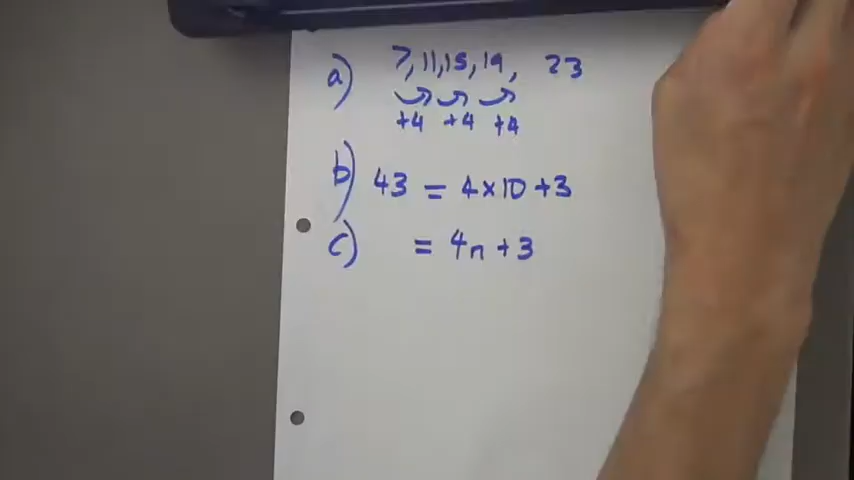 a) 7, 11, 15, 19, 23
+4 +4 +4
b) 43 = 4×10+3
c) = 4n+3